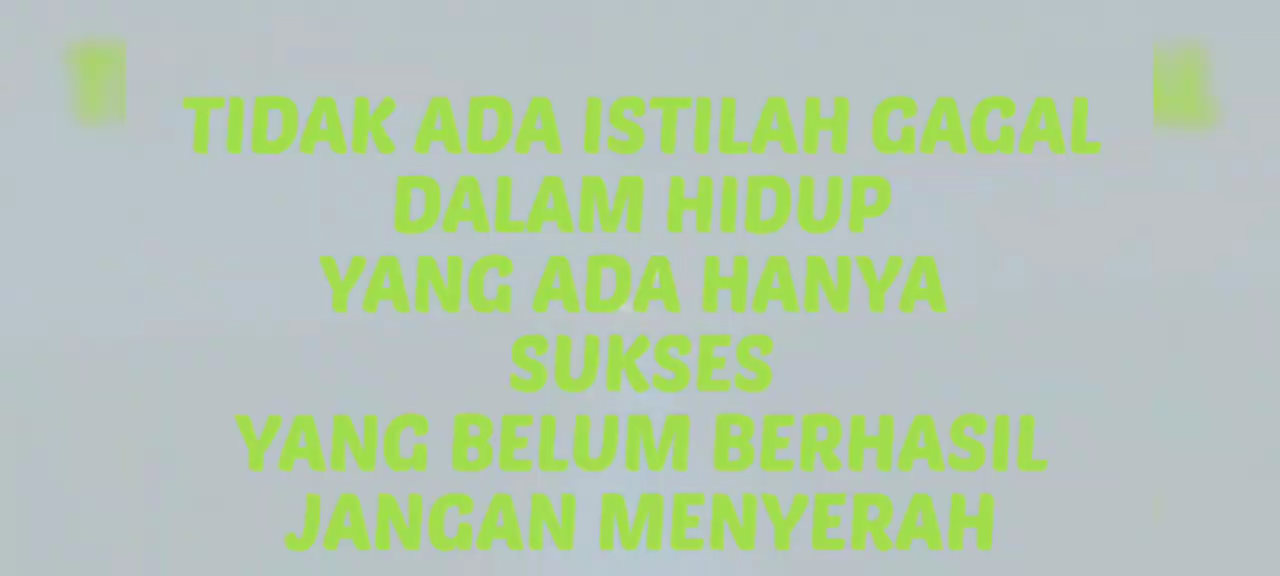 TIDAK ADA ISTILAH GAGAL
DALAM HIDUP
YANG ADA HANYA
SUKSES
YANG BELUM BERHASIL
JANGAN MENYERAH